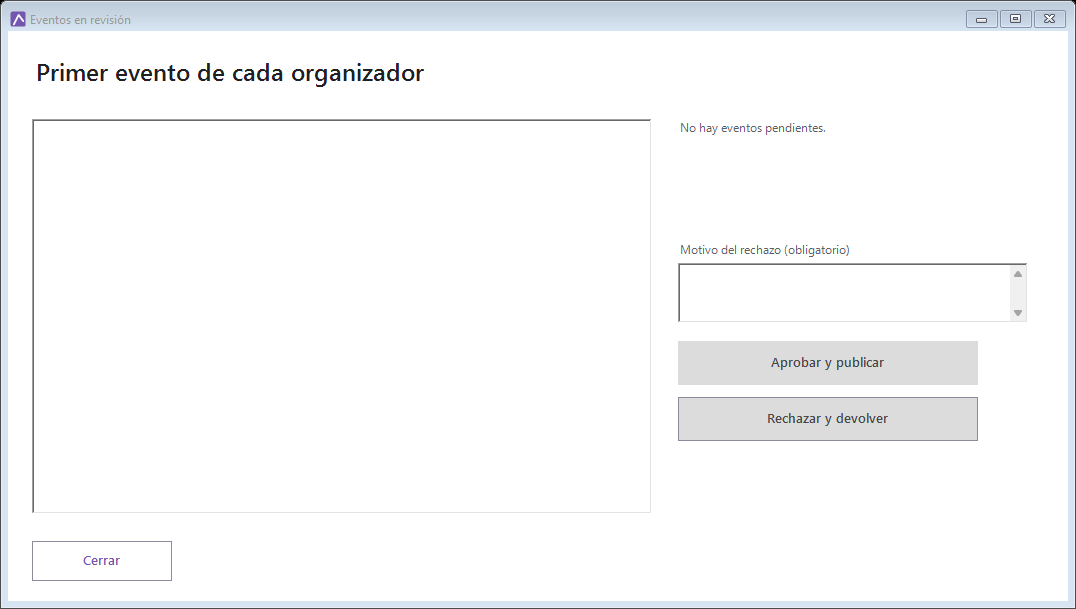 Eventos en revisión
Primer evento de cada organizador
No hay eventos pendientes.
Motivo del rechazo (obligatorio)
Aprobar y publicar
Rechazar y devolver
Cerrar